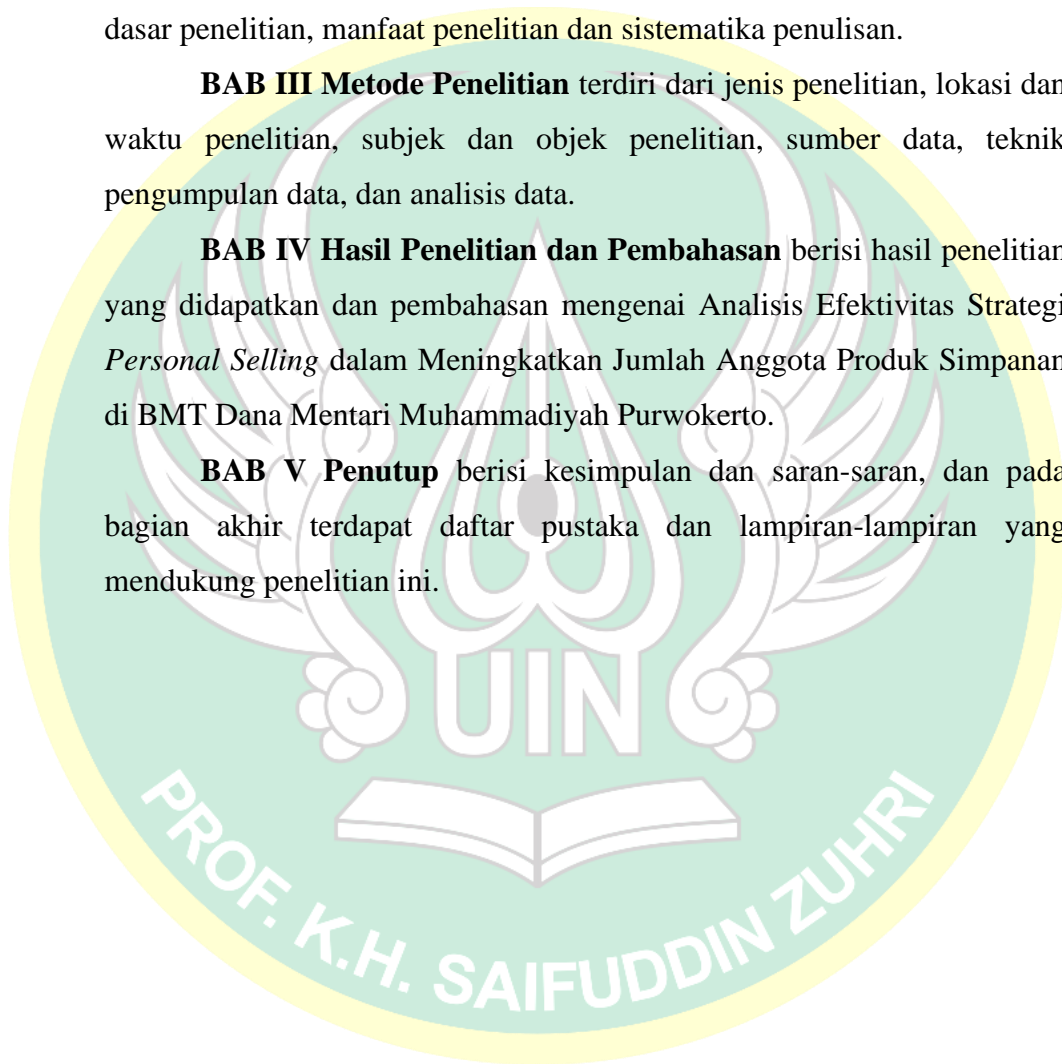 dasar penelitian, manfaat penelitian dan sistematika penulisan.
BAB III Metode Penelitian terdiri dari jenis penelitian, lokasi dan
waktu penelitian, subjek dan objek penelitian, sumber data, teknik
pengumpulan data, dan analisis data.
BAB IV Hasil Penelitian dan Pembahasan berisi hasil penelitian
yang didapatkan dan pembahasan mengenai Analisis Efektivitas Strategi
Personal Selling dalam Meningkatkan Jumlah Anggota Produk Simpanan
di BMT Dana Mentari Muhammadiyah Purwokerto.
BAB V Penutup berisi kesimpulan dan saran-saran, dan pada
bagian akhir terdapat daftar pustaka dan lampiran-lampiran yang
mendukung penelitian ini.
UIN
PROF. K.H. SAIFUDDIN ZUHRI